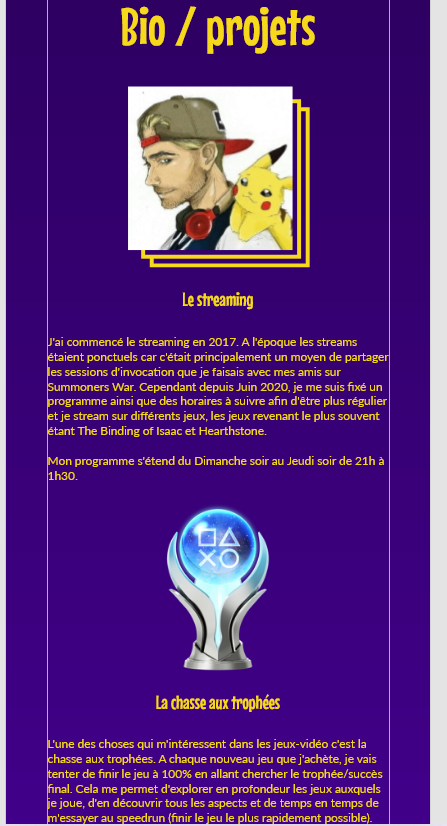 Bio / projets
Le streaming
J'ai commencé le streaming en 2017. A l'époque les streams
étaient ponctuels car c'était principalement un moyen de partager
les sessions d'invocation que je faisais avec mes amis sur
Summoners War. Cependant depuis Juin 2020, je me suis fixé un
programme ainsi que des horaires à suivre afin d'être plus régulier
et je stream sur différents jeux, les jeux revenant le plus souvent
étant The Binding of Isaac et Hearthstone.
Mon programme s'étend du Dimanche soir au Jeudi soir de 21h à
1h30.
La chasse aux trophées
L'une des choses qui m'intéressent dans les jeux-vidéo c'est la
chasse aux trophées. A chaque nouveau jeu que j'achète, je vais
tenter de finir le jeu à 100% en allant chercher le trophée/succès
final. Cela me permet d'explorer en profondeur les jeux auxquels
je joue, d'en découvrir tous les aspects et de temps en temps de
m'essayer au speedrun (finir le jeu le plus rapidement possible).